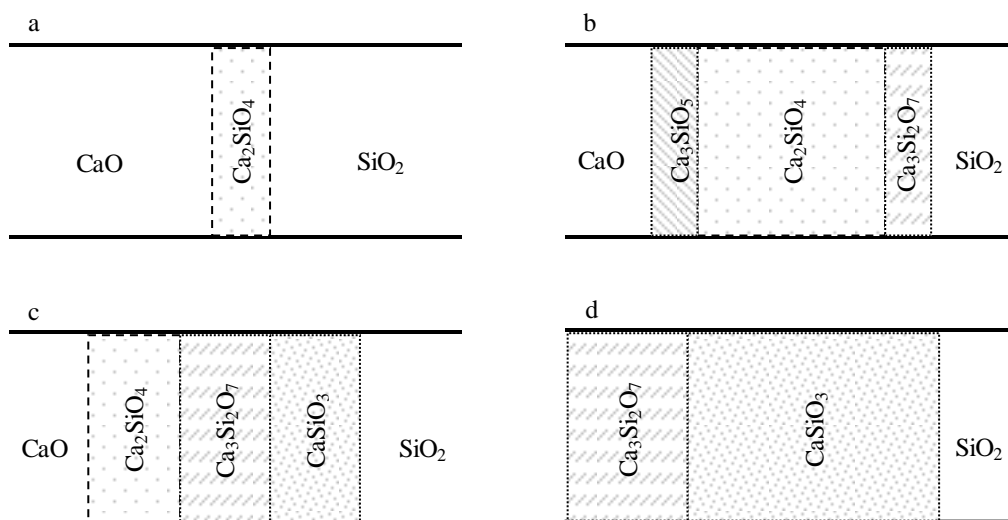 a
CaO
Ca₂SiO₄
SiO₂
b
CaO
Ca₃SiO₅
Ca₂SiO₄
Ca₃Si₂O₇
SiO₂
c
CaO
Ca₂SiO₄
Ca₃Si₂O₇
CaSiO₃
SiO₂
d
Ca₃Si₂O₇
CaSiO₃
SiO₂